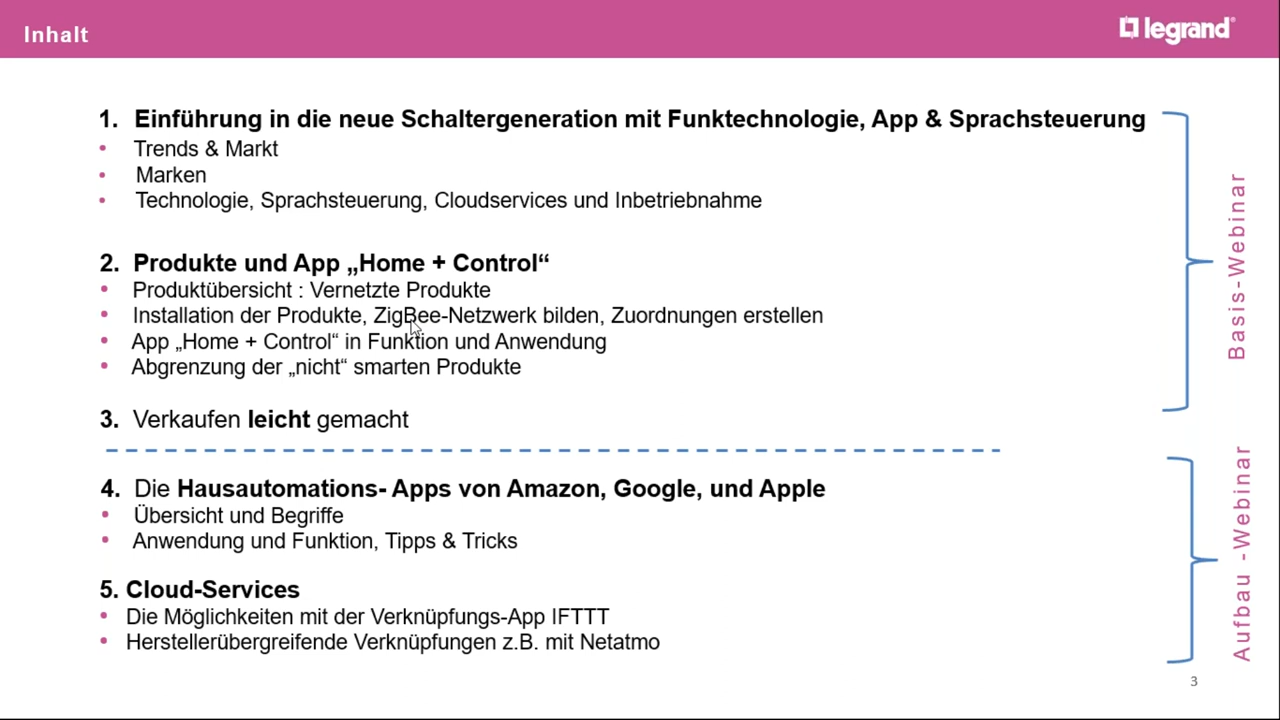 Inhalt
legrand
1. Einführung in die neue Schaltergeneration mit Funktechnologie, App & Sprachsteuerung
• Trends & Markt
• Marken
• Technologie, Sprachsteuerung, Cloudservices und Inbetriebnahme
2. Produkte und App „Home + Control“
• Produktübersicht : Vernetzte Produkte
• Installation der Produkte, ZigBee-Netzwerk bilden, Zuordnungen erstellen
• App „Home + Control“ in Funktion und Anwendung
• Abgrenzung der „nicht“ smarten Produkte
3. Verkaufen leicht gemacht
Basis-Webinar
4. Die Hausautomations- Apps von Amazon, Google, und Apple
• Übersicht und Begriffe
• Anwendung und Funktion, Tipps & Tricks
5. Cloud-Services
• Die Möglichkeiten mit der Verknüpfungs-App IFTTT
• Herstellerübergreifende Verknüpfungen z.B. mit Netatmo
Aufbau -Webinar
3